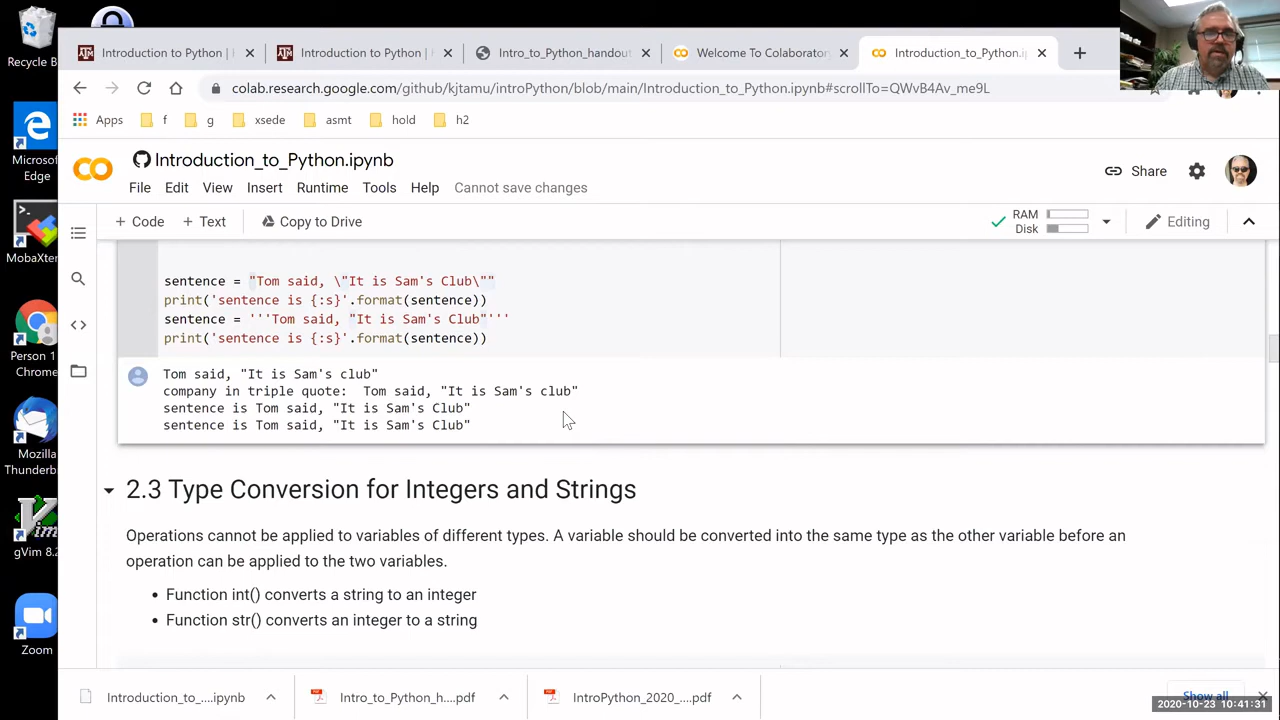 Recycle B
Introduction to Python |
Introduction to Python
Intro_to Python_handout
Welcome To Colaboratory
Introduction_to_Python.i
colab.research.google.com/github/kjtamu/introPython/blob/main/Introduction_to_Python.ipynb#scrollTo=QWvB4Av_me9L
Apps
f
g
xsede
asmt
hold
h2
Microsof
Edge
Introduction_to_Python.ipynb
File Edit View Insert Runtime Tools Help Cannot save changes
Share
+ Code + Text Copy to Drive
RAM
Disk
Editing
MobaXter
sentence = "Tom said, \"It is Sam's Club\""
print('sentence is {:s}'.format(sentence))
sentence = '''Tom said, "It is Sam's Club"'''
print('sentence is {:s}'.format(sentence))
Person 1
Chrome
Tom said, "It is Sam's club"
company in triple quote:  Tom said, "It is Sam's club"
sentence is Tom said, "It is Sam's Club"
sentence is Tom said, "It is Sam's Club"
Mozilla
Thunderb
2.3 Type Conversion for Integers and Strings
Operations cannot be applied to variables of different types. A variable should be converted into the same type as the other variable before an
operation can be applied to the two variables.
• Function int() converts a string to an integer
• Function str() converts an integer to a string
gVim 8.2
Zoom
Introduction_to_....ipynb
Intro_to_Python_h....pdf
IntroPython_2020_....pdf
Show all
2020-10-23 10:41:31